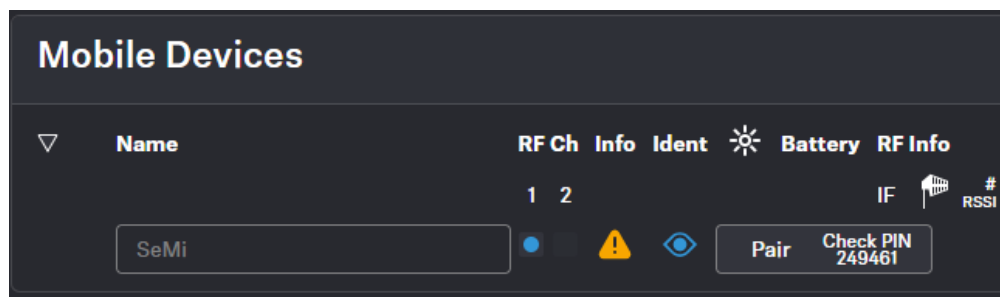 Mobile Devices
Name RF Ch Info Ident Battery RF Info
1 2 IF # RSSI
SeMi Pair Check PIN 249461